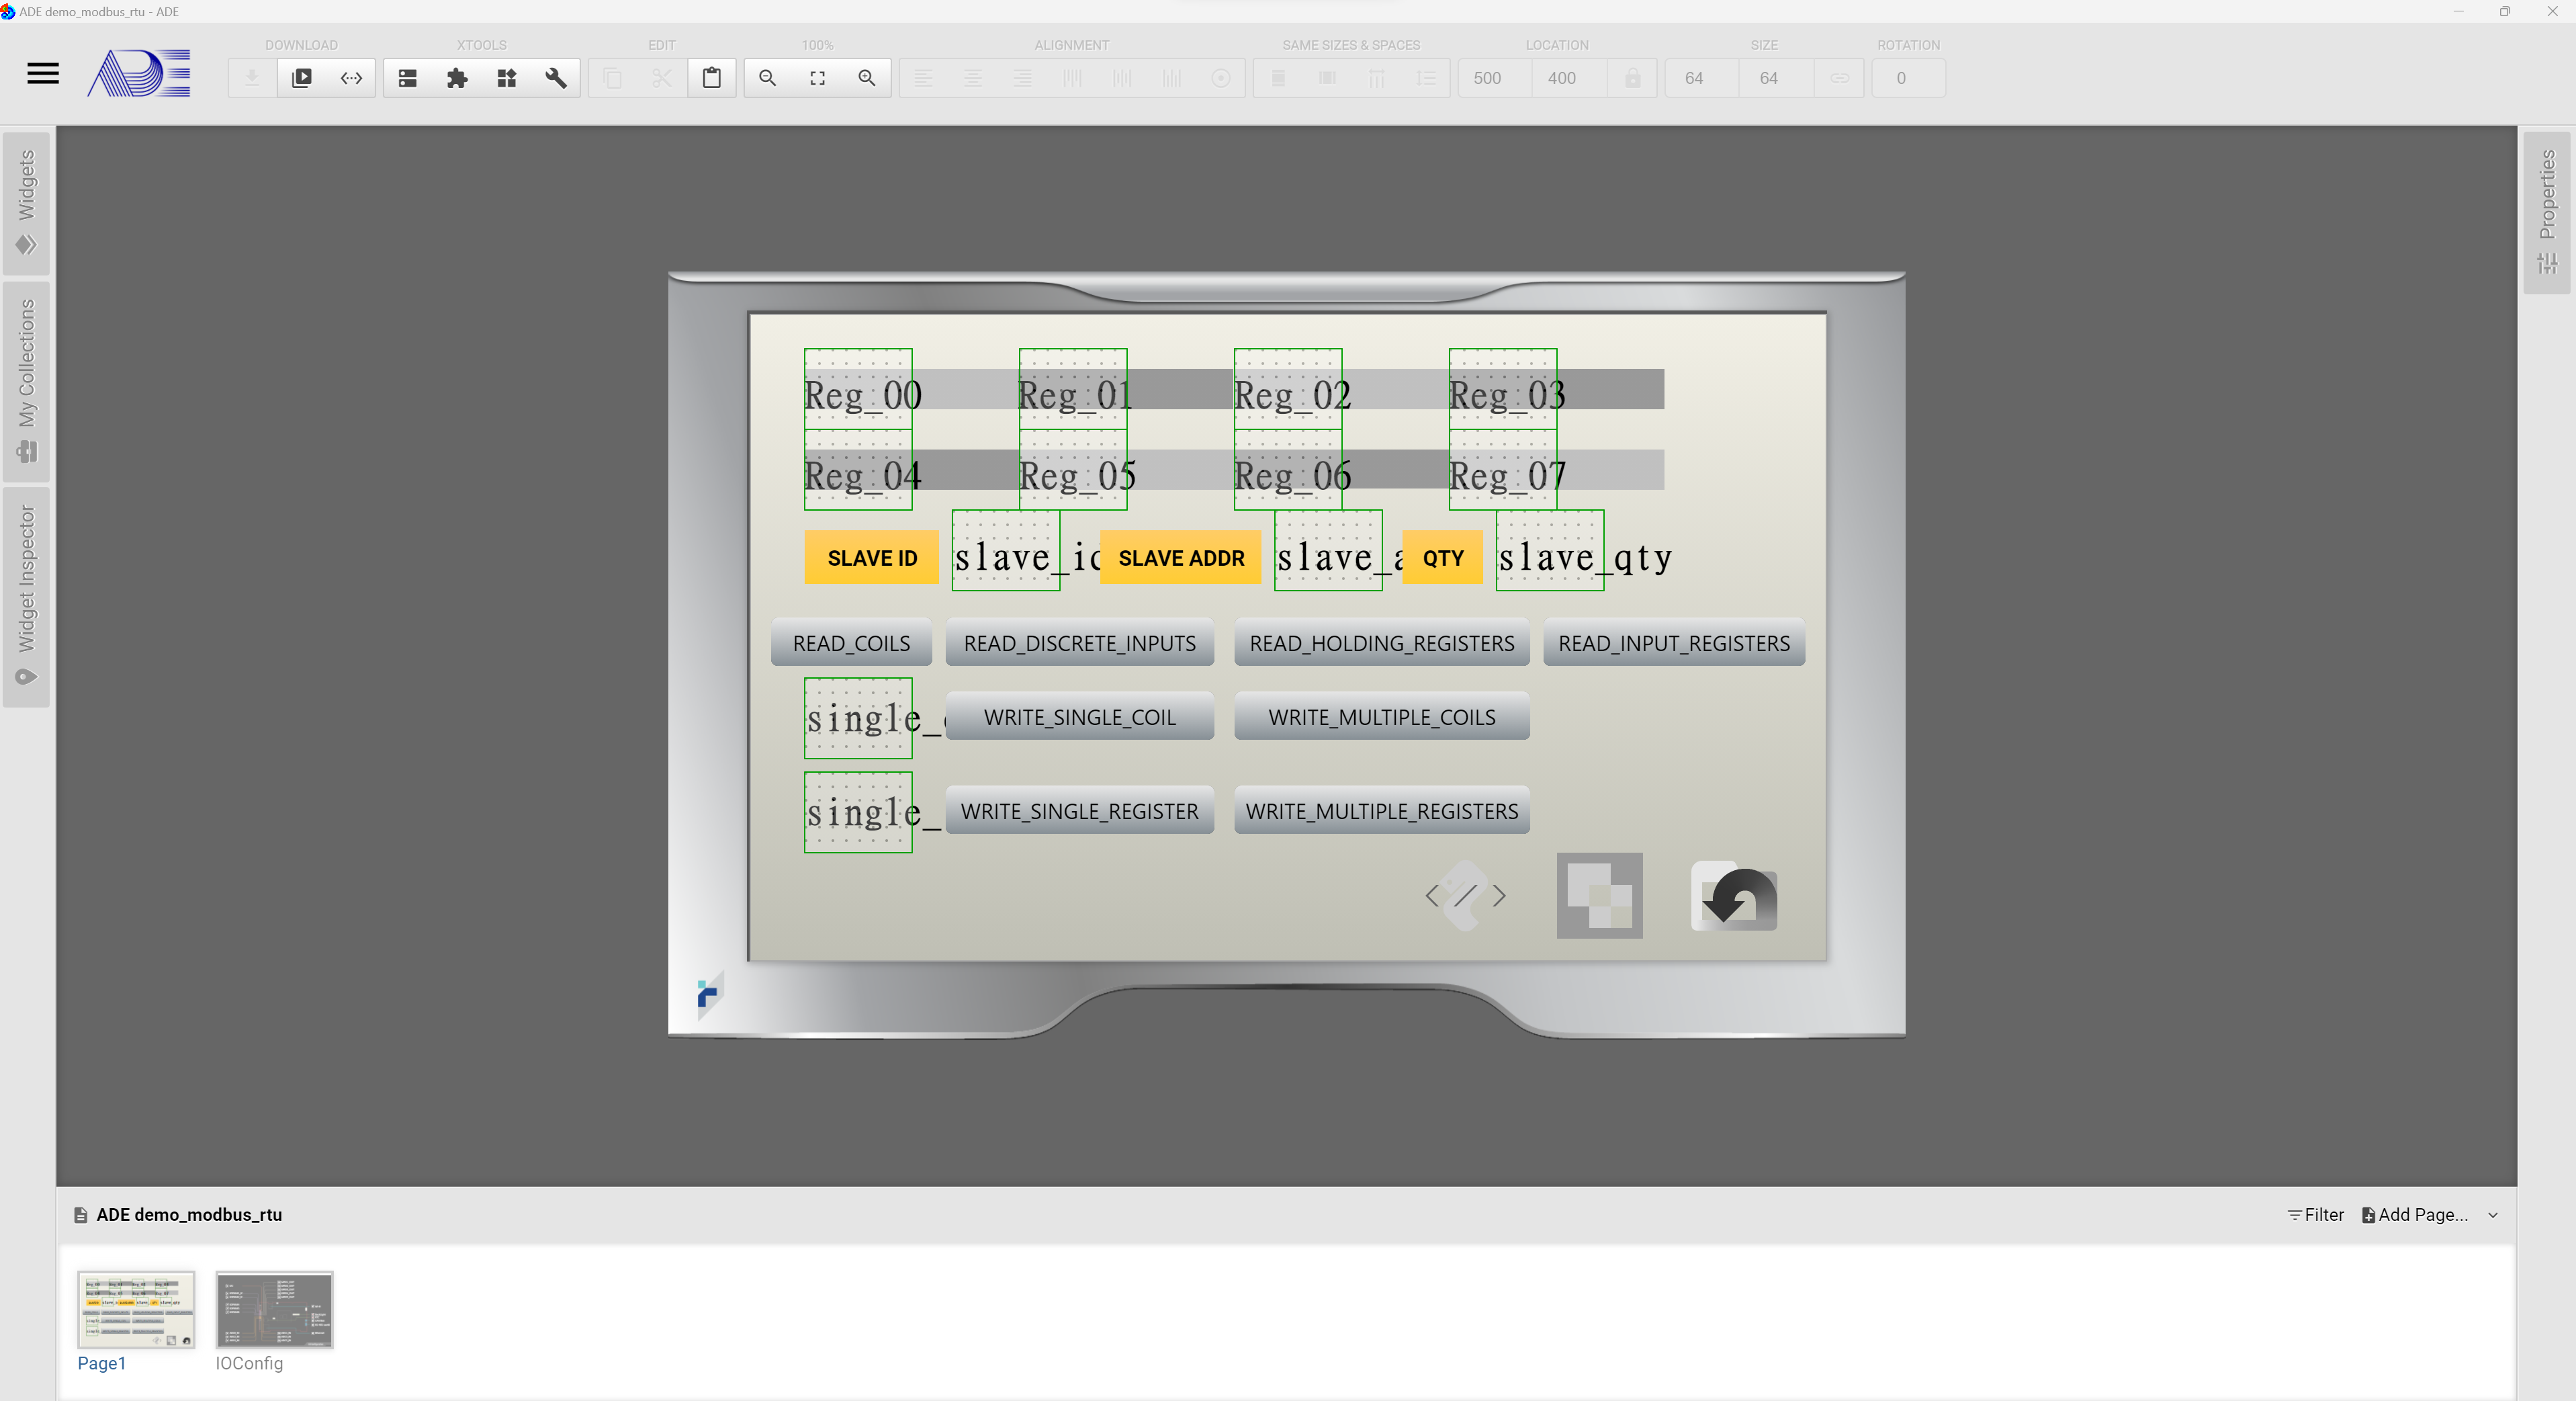 ADE demo_modbus_rtu - ADE
DOWNLOAD XTOOLS EDIT 100% ALIGNMENT SAME SIZES & SPACES LOCATION SIZE ROTATION
ADE
500 400 64 64 0
Widgets
My Collections
Widget Inspector
Properties
Reg_00 Reg_01 Reg_02 Reg_03
Reg_04 Reg_05 Reg_06 Reg_07
SLAVE ID slave_id SLAVE ADDR slave_a QTY slave_qty
READ_COILS READ_DISCRETE_INPUTS READ_HOLDING_REGISTERS READ_INPUT_REGISTERS
single_ WRITE_SINGLE_COIL WRITE_MULTIPLE_COILS
single_ WRITE_SINGLE_REGISTER WRITE_MULTIPLE_REGISTERS
ADE demo_modbus_rtu
Filter Add Page...
Page1 IOConfig